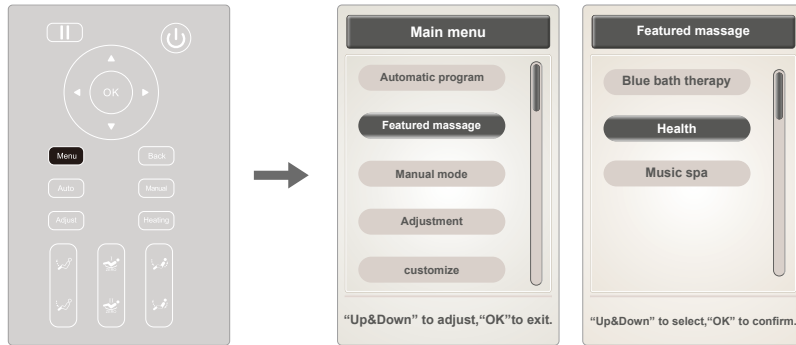 OK
Menu
Back
Auto
Manual
Adjust
Heating
Main menu
Automatic program
Featured massage
Manual mode
Adjustment
customize
“Up&Down” to adjust,“OK”to exit.
Featured massage
Blue bath therapy
Health
Music spa
“Up&Down” to select,“OK” to confirm.